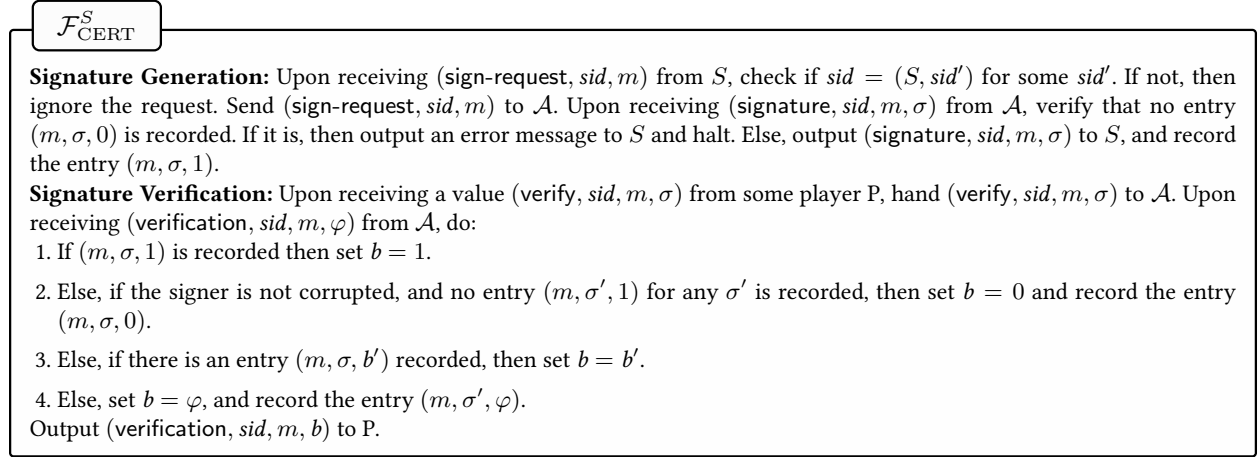 𝓕ˢ_CERT
Signature Generation: Upon receiving (sign-request, sid, m) from S, check if sid = (S, sid′) for some sid′. If not, then
ignore the request. Send (sign-request, sid, m) to 𝒜. Upon receiving (signature, sid, m, σ) from 𝒜, verify that no entry
(m, σ, 0) is recorded. If it is, then output an error message to S and halt. Else, output (signature, sid, m, σ) to S, and record
the entry (m, σ, 1).
Signature Verification: Upon receiving a value (verify, sid, m, σ) from some player P, hand (verify, sid, m, σ) to 𝒜. Upon
receiving (verification, sid, m, φ) from 𝒜, do:
1. If (m, σ, 1) is recorded then set b = 1.
2. Else, if the signer is not corrupted, and no entry (m, σ′, 1) for any σ′ is recorded, then set b = 0 and record the entry
(m, σ, 0).
3. Else, if there is an entry (m, σ, b′) recorded, then set b = b′.
4. Else, set b = φ, and record the entry (m, σ′, φ).
Output (verification, sid, m, b) to P.